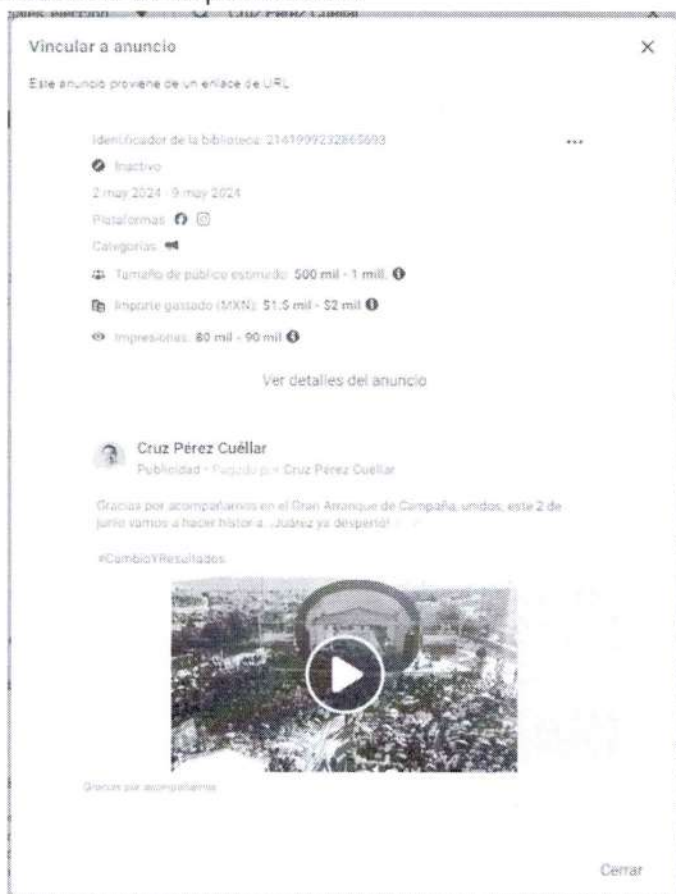 Cruz Pérez Cuéllar
Vincular a anuncio
Este anuncio proviene de un enlace de URL
Identificador de la biblioteca: 2141999232865693
Inactivo
2 may 2024 - 9 may 2024
Plataformas
Categorías
Tamaño de público estimado: 500 mil - 1 mill.
Importe gastado (MXN): $1.5 mil - $2 mil
Impresiones: 80 mil - 90 mil
Ver detalles del anuncio
Cruz Pérez Cuéllar
Publicidad • Pagado por Cruz Pérez Cuéllar
Gracias por acompañarnos en el Gran Arranque de Campaña, unidos, este 2 de
junio vamos a hacer historia. ¡Juárez ya despertó!
#CambioYResultados
Gracias por acompañarnos
Cerrar